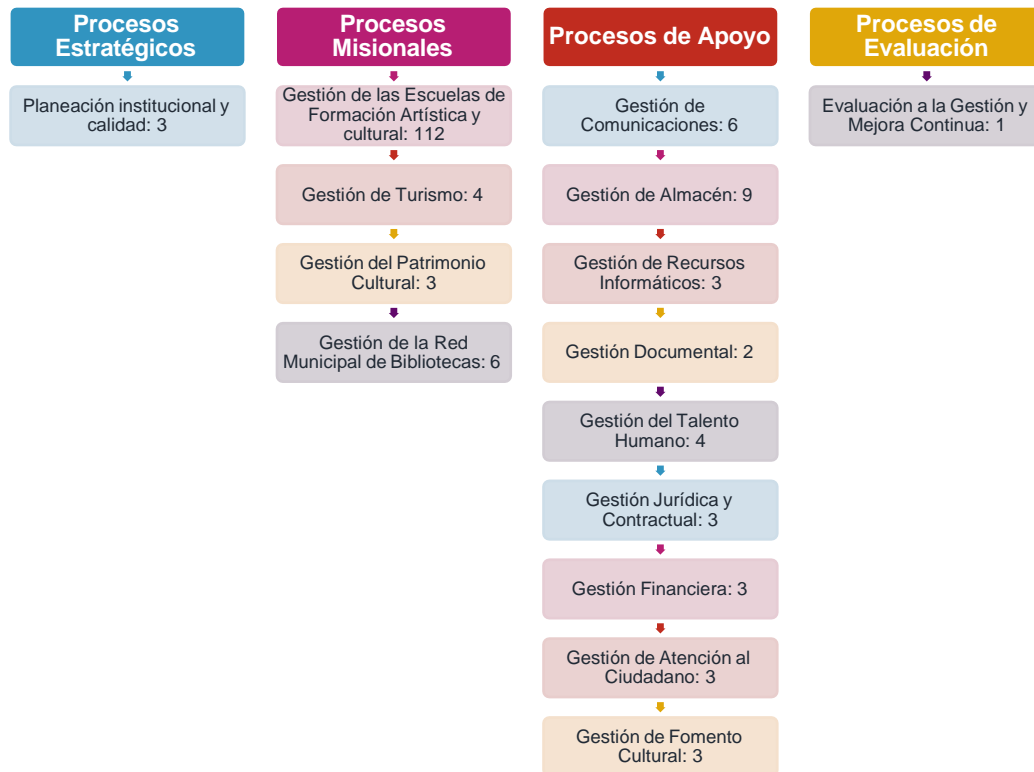 Procesos
Estratégicos
Planeación institucional y
calidad: 3
Procesos
Misionales
Gestión de las Escuelas de
Formación Artística y
cultural: 112
Gestión de Turismo: 4
Gestión del Patrimonio
Cultural: 3
Gestión de la Red
Municipal de Bibliotecas: 6
Procesos de Apoyo
Gestión de
Comunicaciones: 6
Gestión de Almacén: 9
Gestión de Recursos
Informáticos: 3
Gestión Documental: 2
Gestión del Talento
Humano: 4
Gestión Jurídica y
Contractual: 3
Gestión Financiera: 3
Gestión de Atención al
Ciudadano: 3
Gestión de Fomento
Cultural: 3
Procesos de
Evaluación
Evaluación a la Gestión y
Mejora Continua: 1